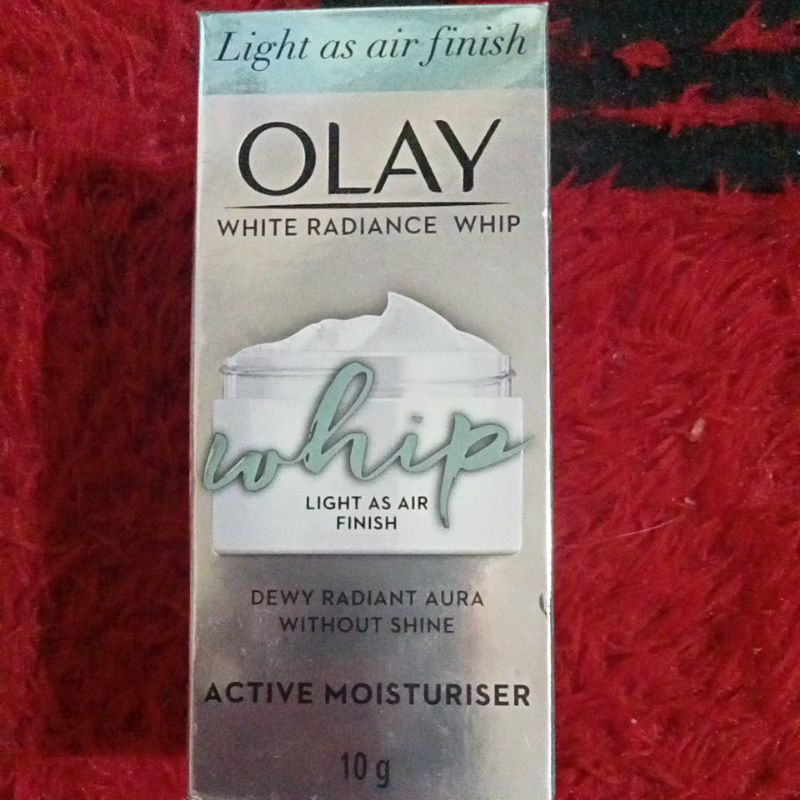 Light as air finish
OLAY
WHITE RADIANCE WHIP
whip
LIGHT AS AIR
FINISH
DEWY RADIANT AURA
WITHOUT SHINE
ACTIVE MOISTURISER
10 g